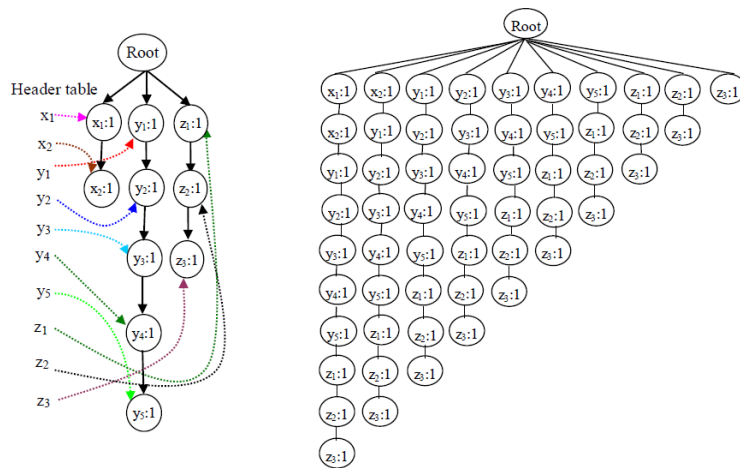 Root
Header table
x₁ x₁:1 y₁:1 z₁:1
x₂
y₁ x₂:1 y₂:1 z₂:1
y₂
y₃ y₃:1 z₃:1
y₄
y₅
z₁ y₄:1
z₂
z₃ y₅:1
Root
x₁:1 x₂:1 y₁:1 y₂:1 y₃:1 y₄:1 y₅:1 z₁:1 z₂:1 z₃:1
x₂:1 y₁:1 y₂:1 y₃:1 y₄:1 y₅:1 z₁:1 z₂:1 z₃:1
y₁:1 y₂:1 y₃:1 y₄:1 y₅:1 z₁:1 z₂:1 z₃:1
y₂:1 y₃:1 y₄:1 y₅:1 z₁:1 z₂:1 z₃:1
y₃:1 y₄:1 y₅:1 z₁:1 z₂:1 z₃:1
y₄:1 y₅:1 z₁:1 z₂:1 z₃:1
y₅:1 z₁:1 z₂:1 z₃:1
z₁:1 z₂:1 z₃:1
z₂:1 z₃:1
z₃:1